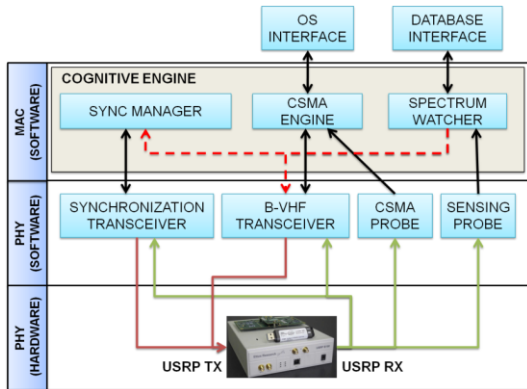 OS
INTERFACE
DATABASE
INTERFACE
MAC
(SOFTWARE)
COGNITIVE ENGINE
SYNC MANAGER
CSMA
ENGINE
SPECTRUM
WATCHER
PHY
(SOFTWARE)
SYNCHRONIZATION
TRANSCEIVER
B-VHF
TRANSCEIVER
CSMA
PROBE
SENSING
PROBE
PHY
(HARDWARE)
USRP TX
USRP RX